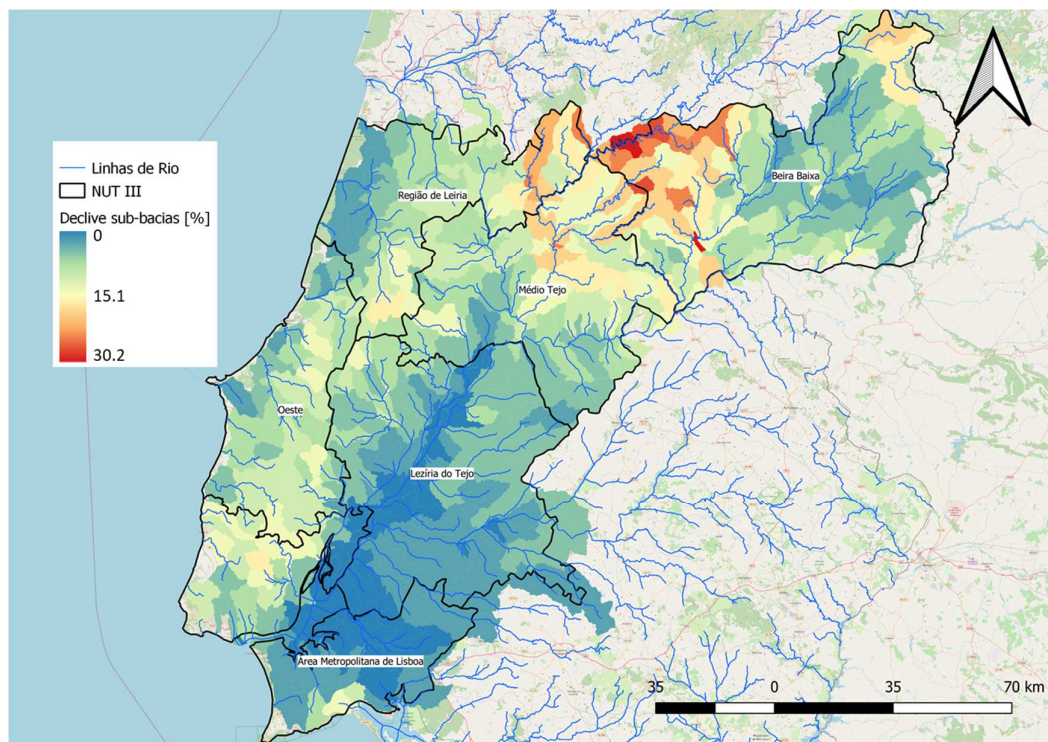 Linhas de Rio
NUT III
Declive sub-bacias [%]
0
15.1
30.2
Beira Baixa
Região de Leiria
Médio Tejo
Oeste
Lezíria do Tejo
Área Metropolitana de Lisboa
35
0
35
70 km